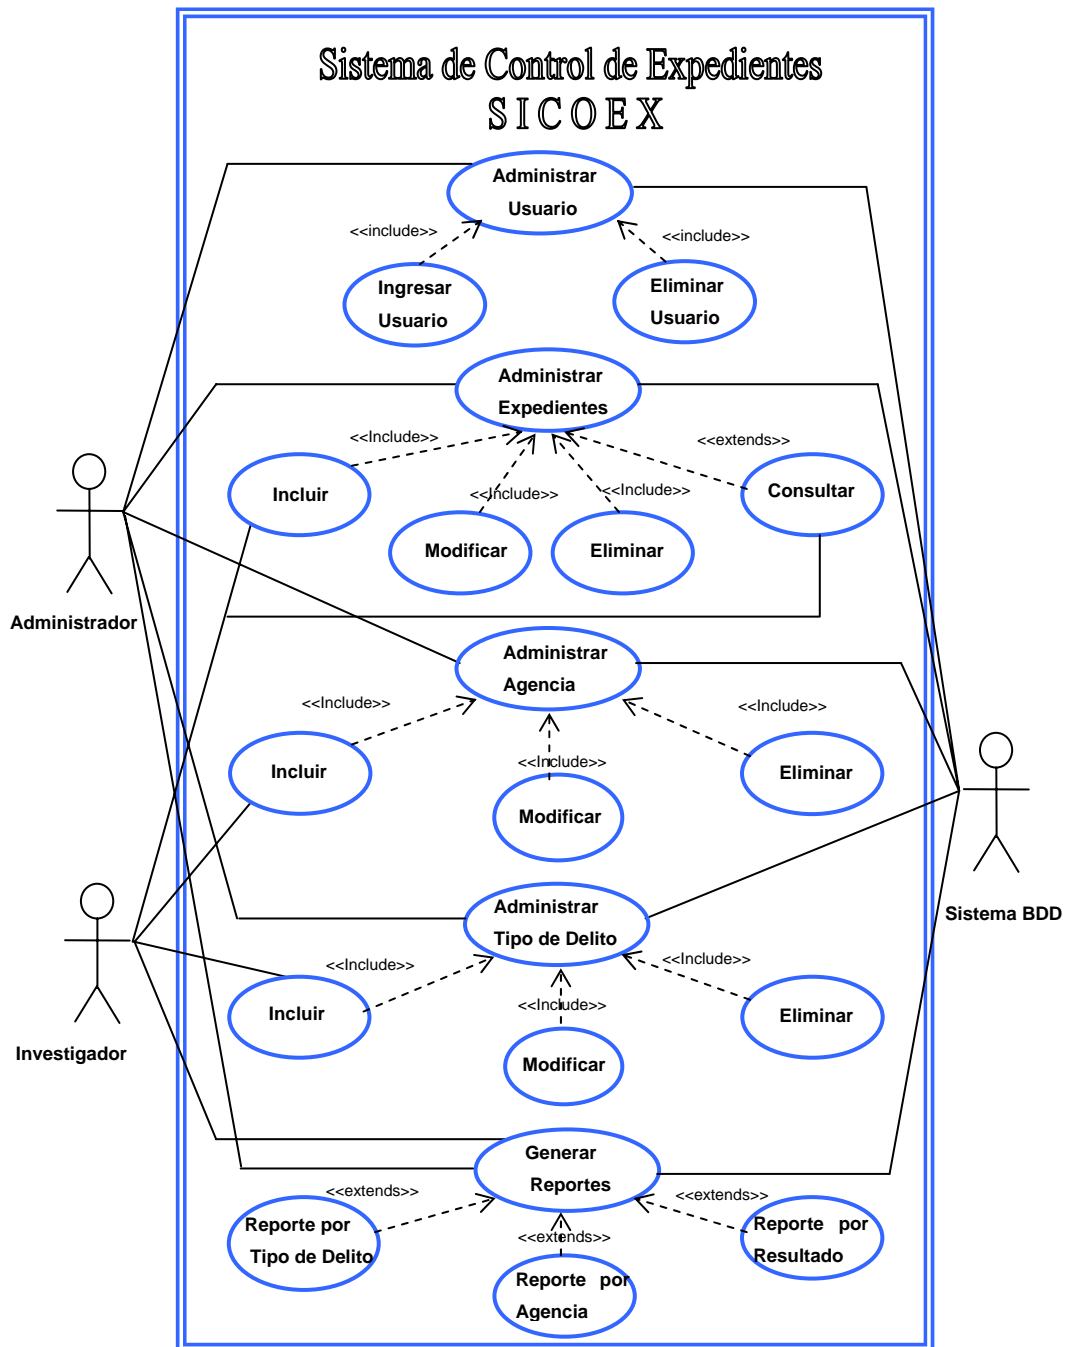 Sistema de Control de Expedientes
S I C O E X
Administrar
Usuario
<<include>>
<<include>>
Ingresar
Usuario
Eliminar
Usuario
Administrar
Expedientes
<<Include>>
<<extends>>
Incluir
<<Include>>
<<Include>>
Consultar
Modificar
Eliminar
Administrador
Administrar
Agencia
<<Include>>
<<Include>>
Incluir
<<Include>>
Eliminar
Modificar
Administrar
Tipo de Delito
Sistema BDD
<<Include>>
<<Include>>
Incluir
<<Include>>
Eliminar
Investigador
Modificar
Generar
Reportes
<<extends>>
<<extends>>
Reporte por
Tipo de Delito
<<extends>>
Reporte por
Resultado
Reporte por
Agencia